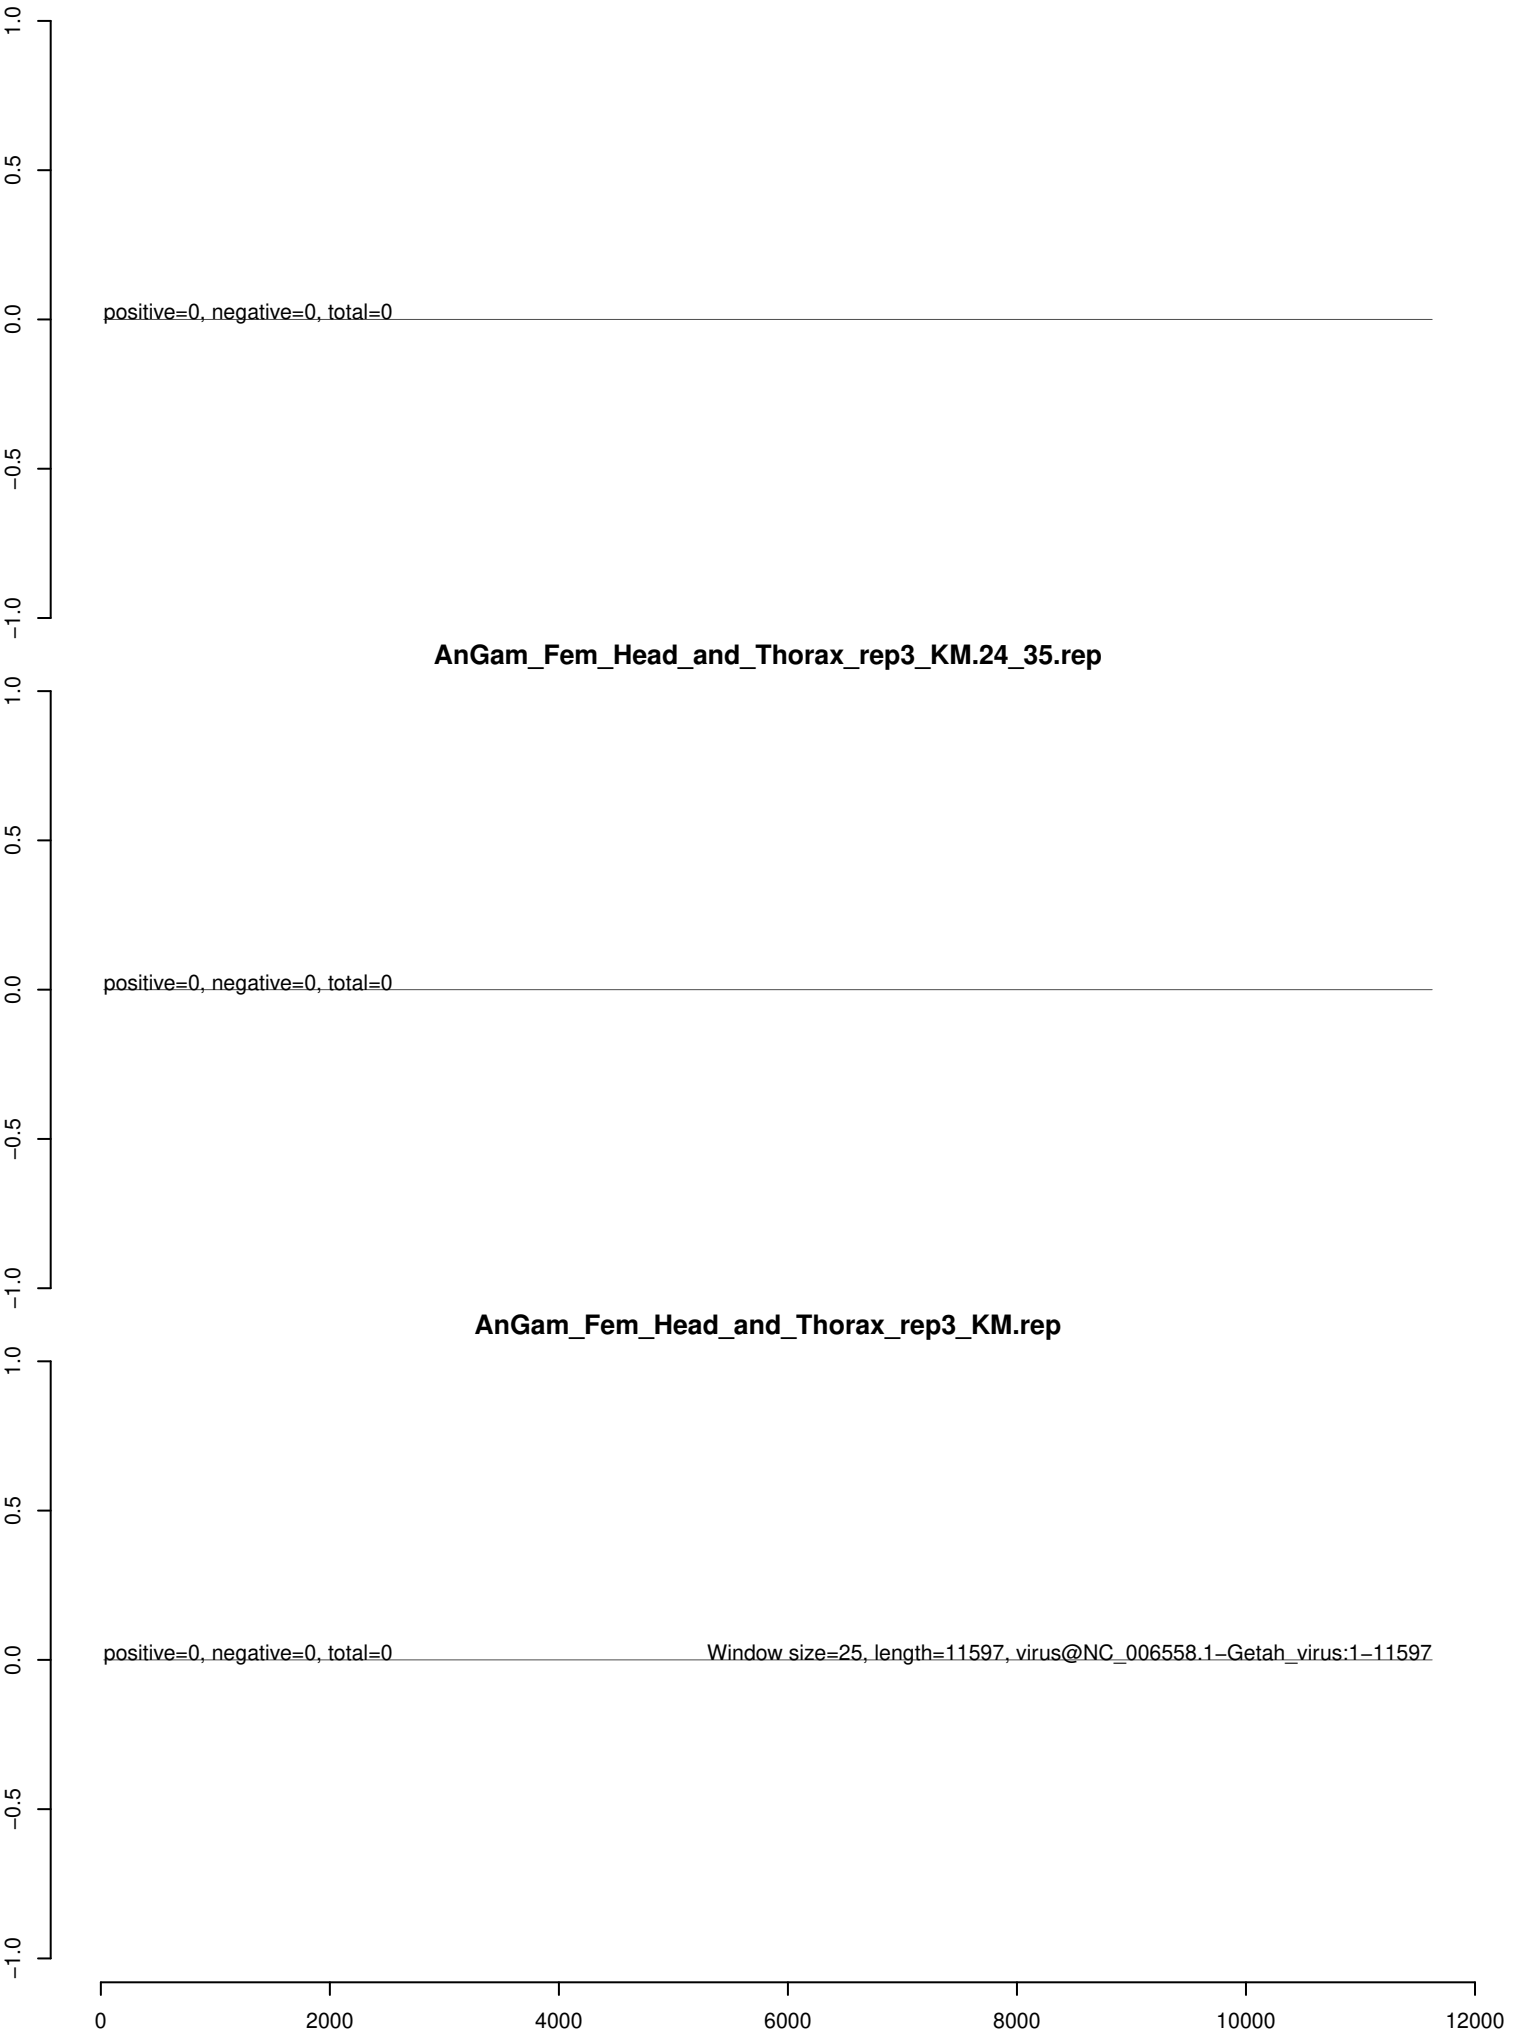 1.0
0.5
positive=0, negative=0, total=0
0.0
−0.5
−1.0
AnGam_Fem_Head_and_Thorax_rep3_KM.24_35.rep
1.0
0.5
positive=0, negative=0, total=0
0.0
−0.5
−1.0
AnGam_Fem_Head_and_Thorax_rep3_KM.rep
1.0
0.5
positive=0, negative=0, total=0 Window size=25, length=11597, virus@NC_006558.1−Getah_virus:1−11597
0.0
−0.5
−1.0
0 2000 4000 6000 8000 10000 12000